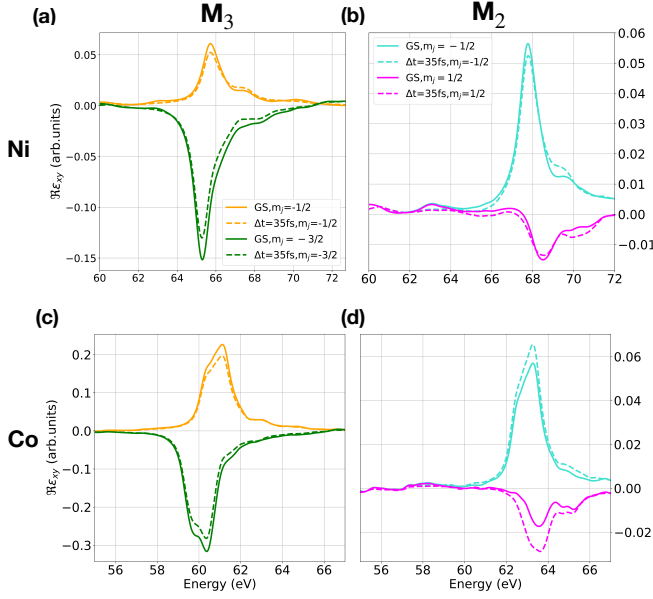 M3
M2
(a)
(b)
Ni
ℜεxy (arb.units)
0.05
0.00
−0.05
−0.10
−0.15
60
62
64
66
68
70
72
GS,mj=-1/2
Δt=35fs,mj=-1/2
GS,mj = −3/2
Δt=35fs,mj=-3/2
GS,mj = − 1/2
Δt=35fs,mj=-1/2
GS,mj= 1/2
Δt=35fs,mj=1/2
0.06
0.05
0.04
0.03
0.02
0.01
0.00
−0.01
60
62
64
66
68
70
72
(c)
(d)
Co
ℜεxy (arb.units)
0.2
0.1
0.0
−0.1
−0.2
−0.3
56
58
60
62
64
66
Energy (eV)
0.06
0.04
0.02
0.00
−0.02
56
58
60
62
64
66
Energy (eV)